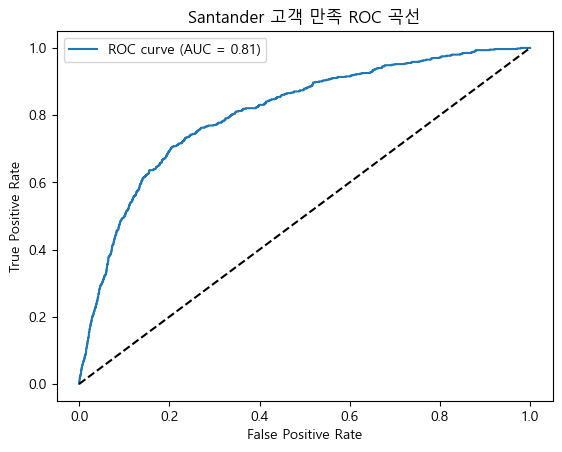 Santander 고객 만족 ROC 곡선
ROC curve (AUC = 0.81)
True Positive Rate
1.0
0.8
0.6
0.4
0.2
0.0
0.0 0.2 0.4 0.6 0.8 1.0
False Positive Rate